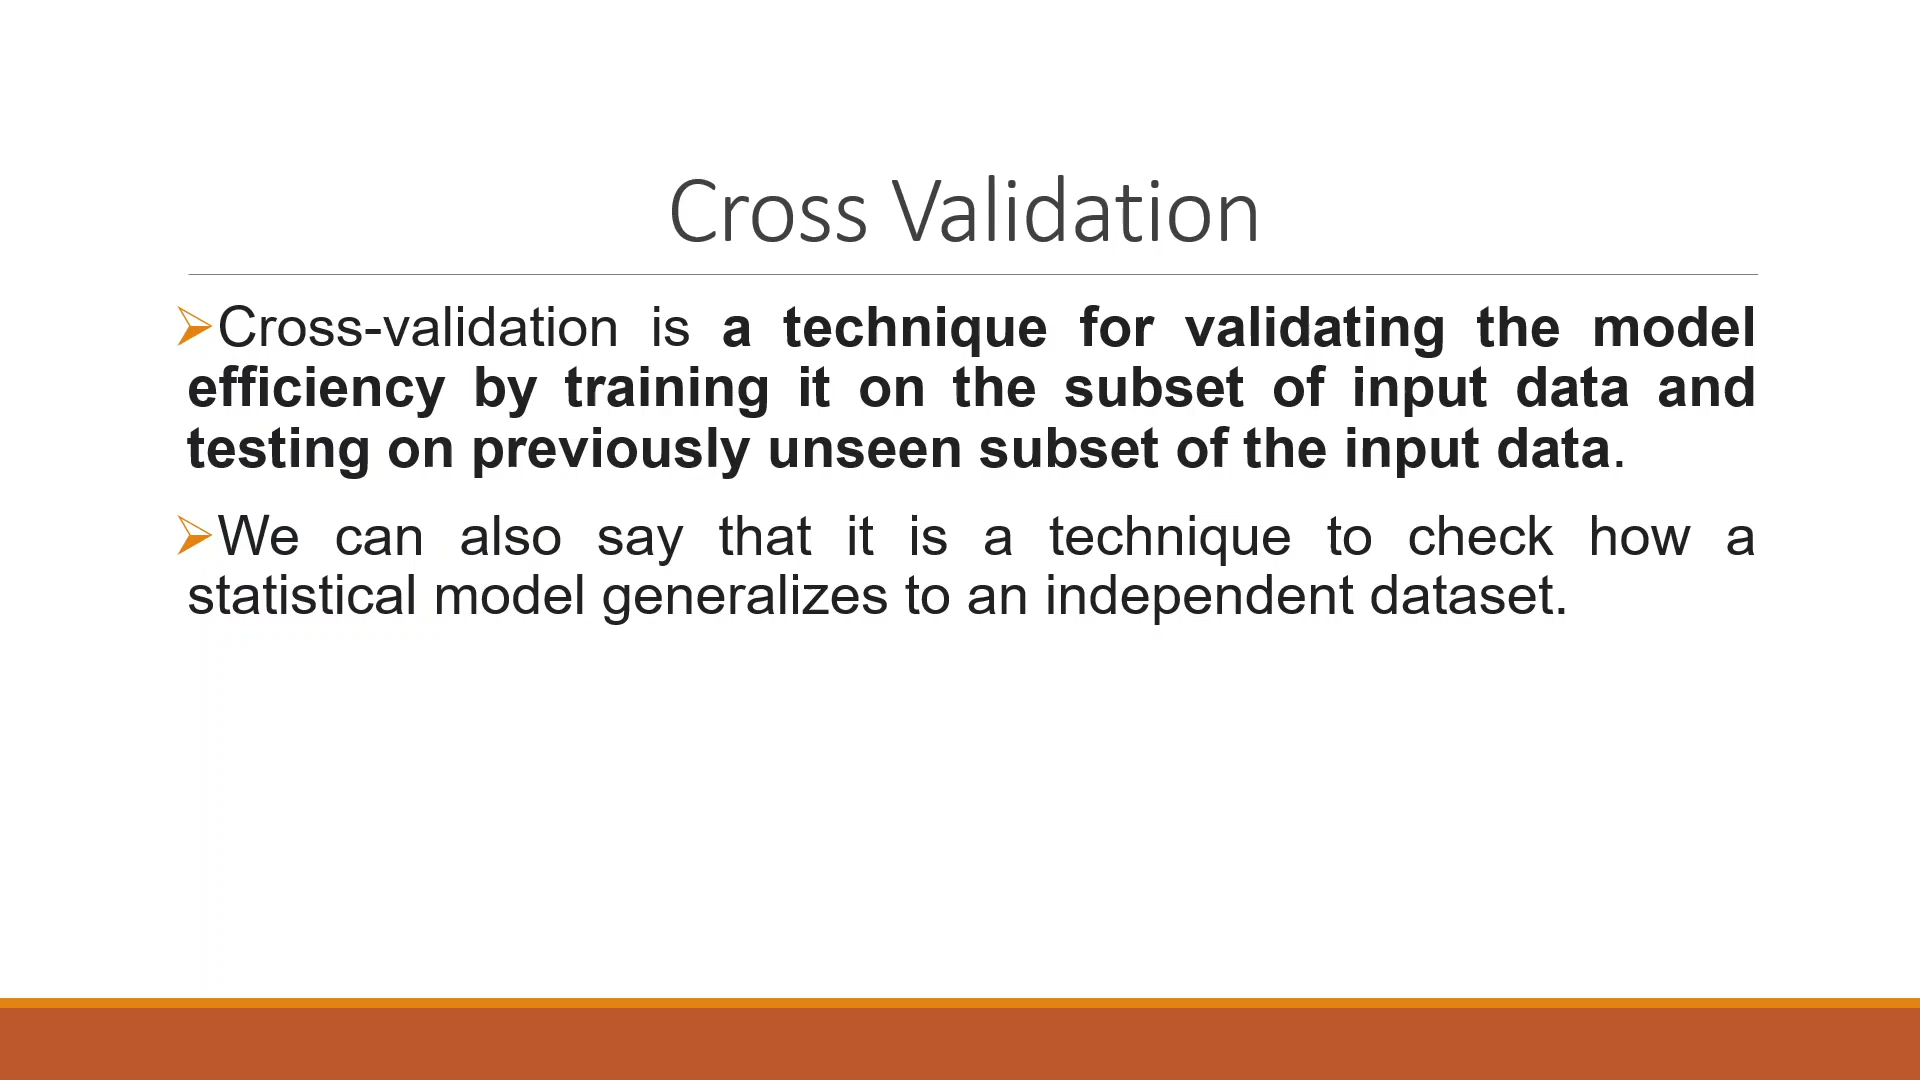 Cross Validation
Cross-validation is a technique for validating the model
efficiency by training it on the subset of input data and
testing on previously unseen subset of the input data.
We can also say that it is a technique to check how a
statistical model generalizes to an independent dataset.